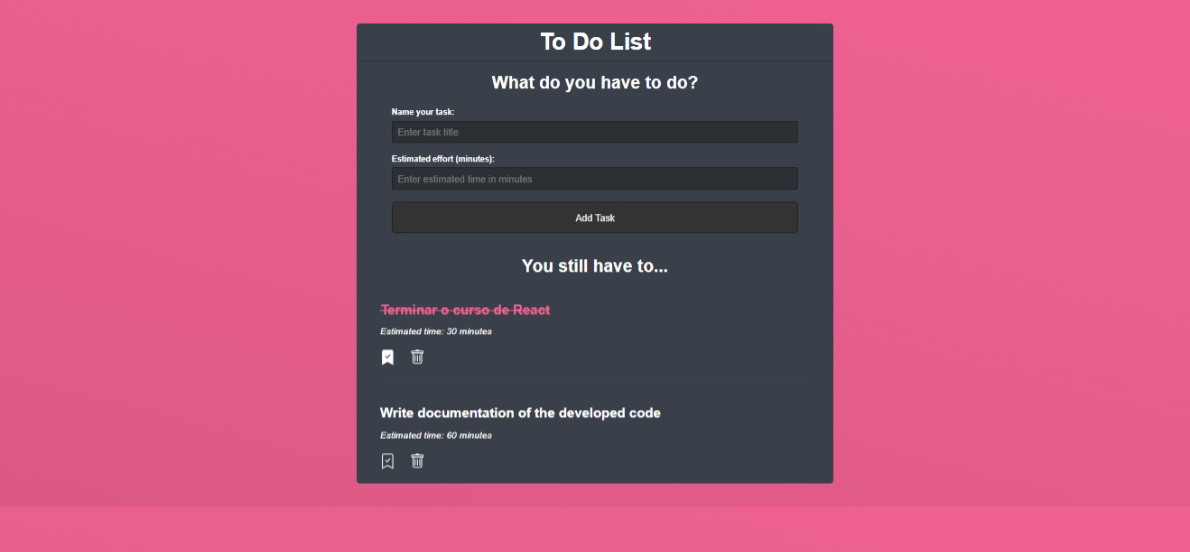 To Do List
What do you have to do?
Name your task:
Enter task title
Estimated effort (minutes):
Enter estimated time in minutes
Add Task
You still have to...
Terminar o curso de React
Estimated time: 30 minutes
Write documentation of the developed code
Estimated time: 60 minutes